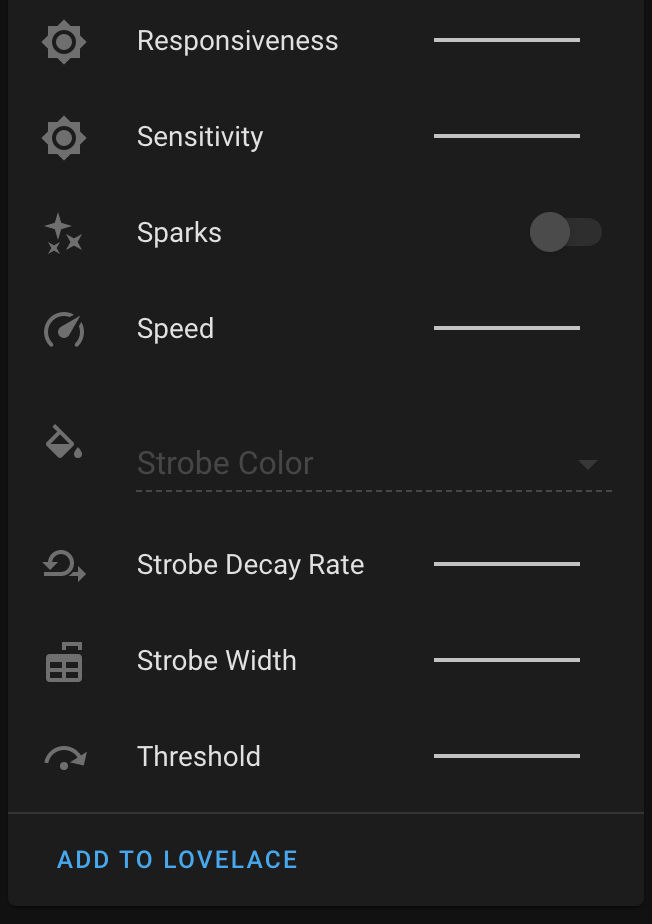 Responsiveness
Sensitivity
Sparks
Speed
Strobe Color
Strobe Decay Rate
Strobe Width
Threshold
ADD TO LOVELACE